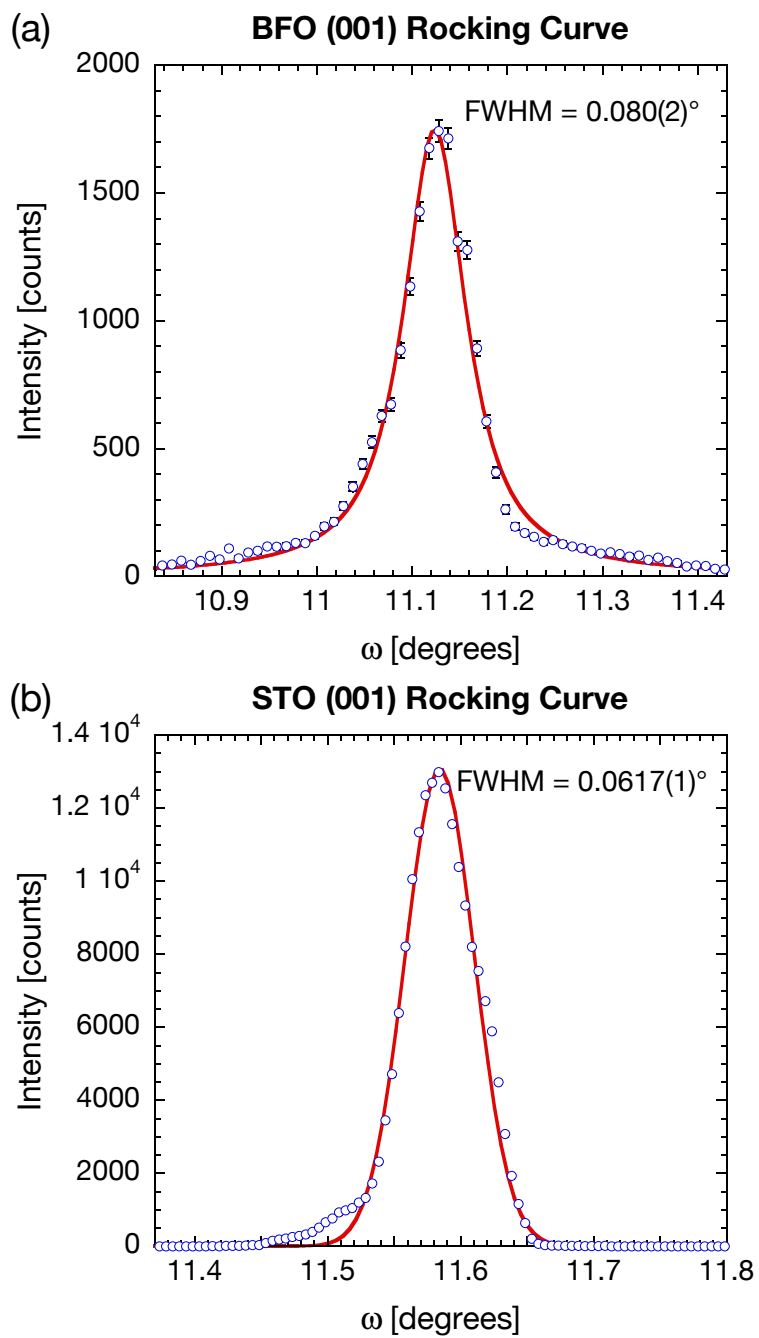 (a)
BFO (001) Rocking Curve
2000
FWHM = 0.080(2)°
1500
1000
500
0
Intensity [counts]
10.9 11 11.1 11.2 11.3 11.4
ω [degrees]
(b)
STO (001) Rocking Curve
1.4 10⁴
FWHM = 0.0617(1)°
1.2 10⁴
1 10⁴
8000
6000
4000
2000
0
Intensity [counts]
11.4 11.5 11.6 11.7 11.8
ω [degrees]